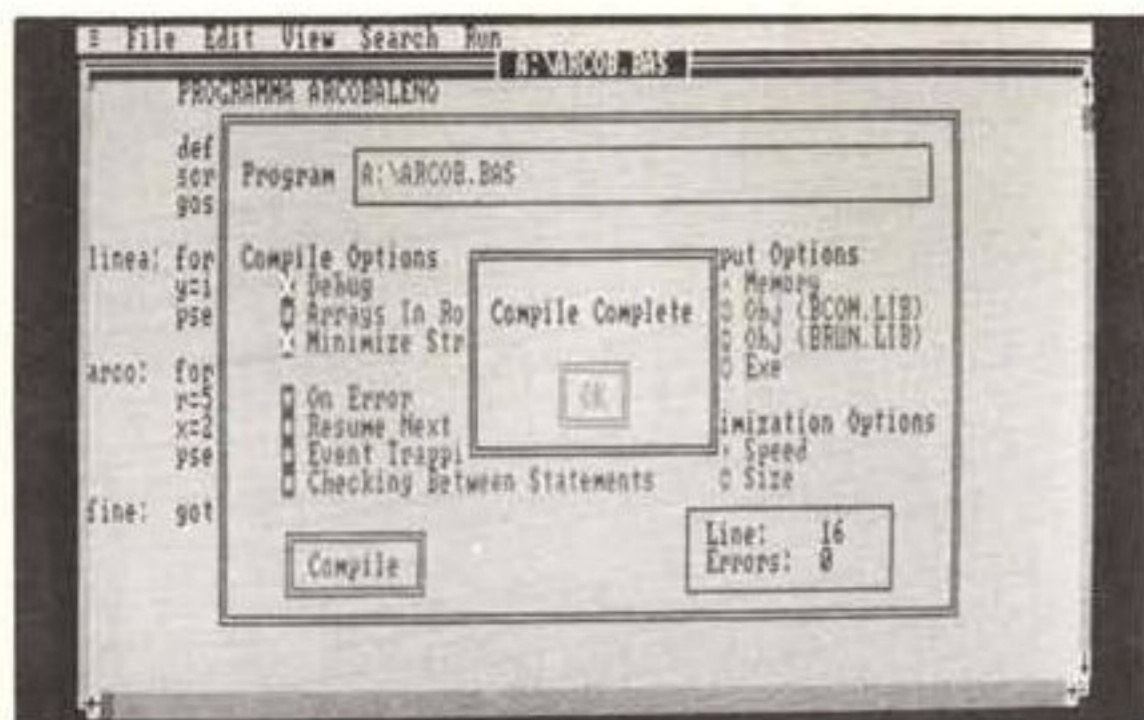 ≡ File Edit View Search Run
A:\ARCOB.BAS
PROGRAMMA ARCOBALENO
def
scr
gos
linea: for
y=i
pse
arco: for
r=5
x=2
pse
fine: got
Program A:\ARCOB.BAS
Compile Options
Debug
Arrays In Ro
Minimize Str
On Error
Resume Next
Event Trappi
Checking Between Statements
Compile Complete
OK
put Options
Memory
Obj (BCOM.LIB)
Obj (BRUN.LIB)
Exe
imization Options
Speed
Size
Compile
Line: 16
Errors: 0